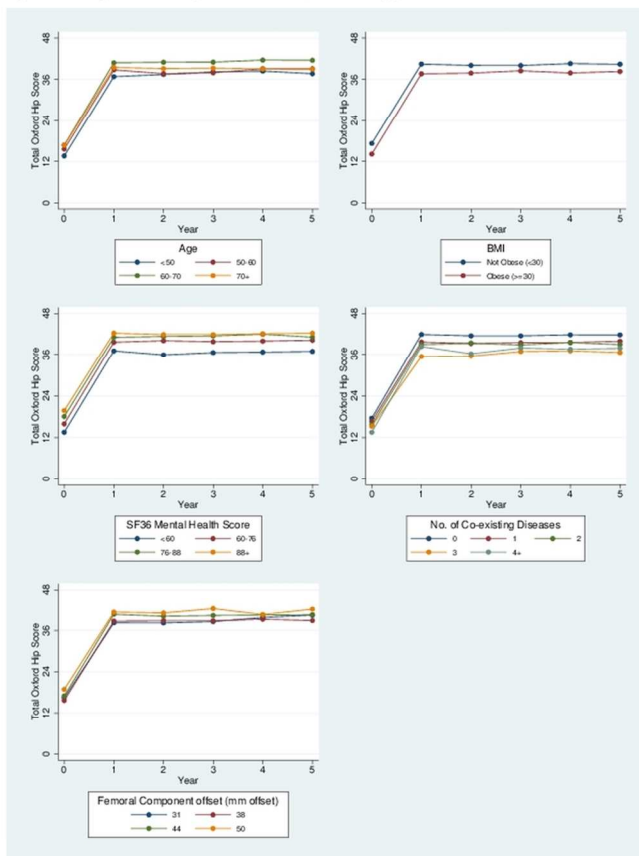 48
36
24
12
0
Total Oxford Hip Score
0 1 2 3 4 5
Year
Age
<50 50-60
60-70 70+
48
36
24
12
0
Total Oxford Hip Score
0 1 2 3 4 5
Year
BMI
Not Obese (<30)
Obese (>=30)
48
36
24
12
0
Total Oxford Hip Score
0 1 2 3 4 5
Year
SF36 Mental Health Score
<60 60-76
76-88 88+
48
36
24
12
0
Total Oxford Hip Score
0 1 2 3 4 5
Year
No. of Co-existing Diseases
0 1 2
3 4+
48
36
24
12
0
Total Oxford Hip Score
0 1 2 3 4 5
Year
Femoral Component offset (mm offset)
31 38
44 50